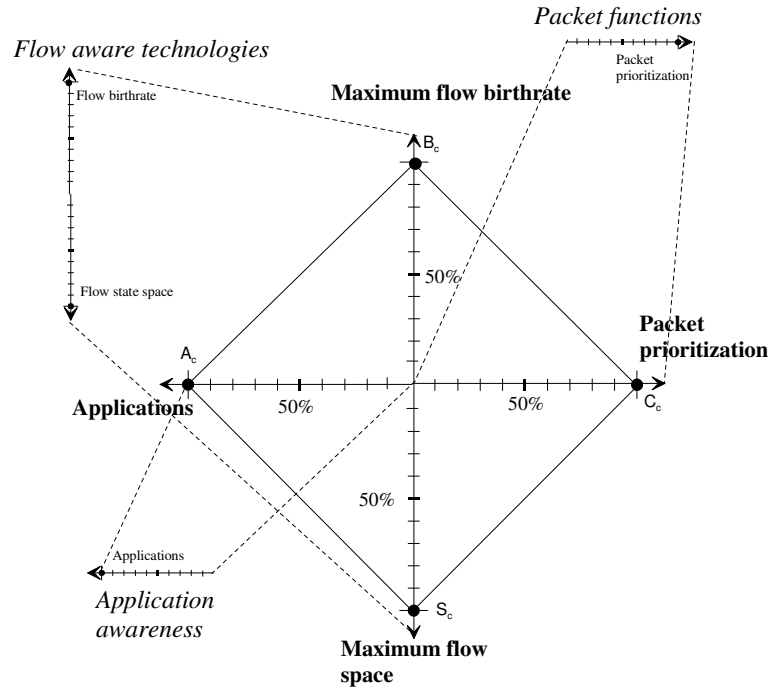 Packet functions
Flow aware technologies
Packet
prioritization
Flow birthrate
Maximum flow birthrate
B_c
50%
Flow state space
Packet
prioritization
A_c
Applications
50%
50%
C_c
50%
Applications
Application
awareness
S_c
Maximum flow
space